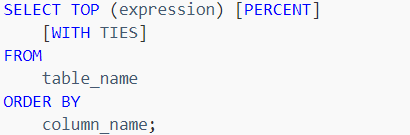 SELECT TOP (expression) [PERCENT]
    [WITH TIES]
FROM
    table_name
ORDER BY
    column_name;